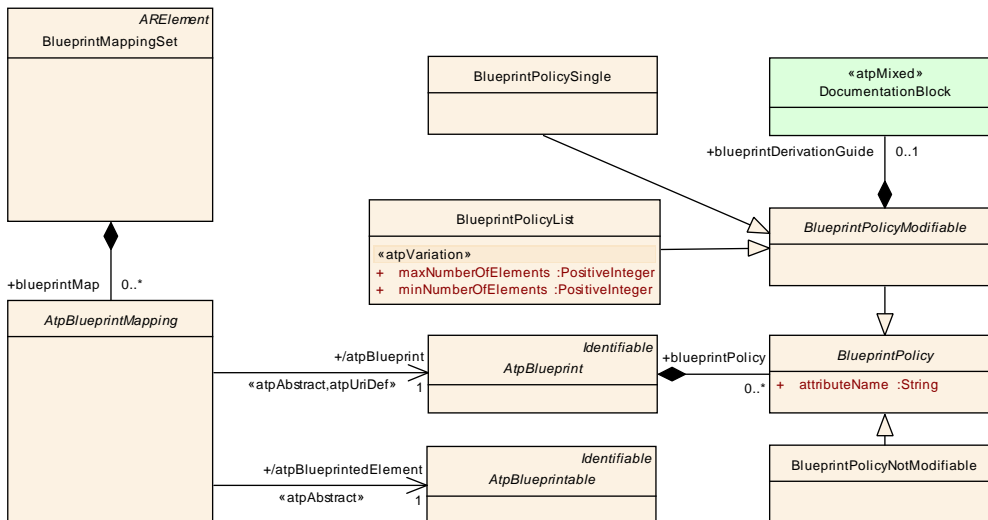 ARElement
BlueprintMappingSet
BlueprintPolicySingle
«atpMixed»
DocumentationBlock
+blueprintDerivationGuide 0..1
BlueprintPolicyList
«atpVariation»
+ maxNumberOfElements :PositiveInteger
+ minNumberOfElements :PositiveInteger
BlueprintPolicyModifiable
+blueprintMap 0..*
AtpBlueprintMapping
+/atpBlueprint
«atpAbstract,atpUriDef» 1
Identifiable
AtpBlueprint
+blueprintPolicy
0..*
BlueprintPolicy
+ attributeName :String
+/atpBlueprintedElement
«atpAbstract» 1
Identifiable
AtpBlueprintable
BlueprintPolicyNotModifiable